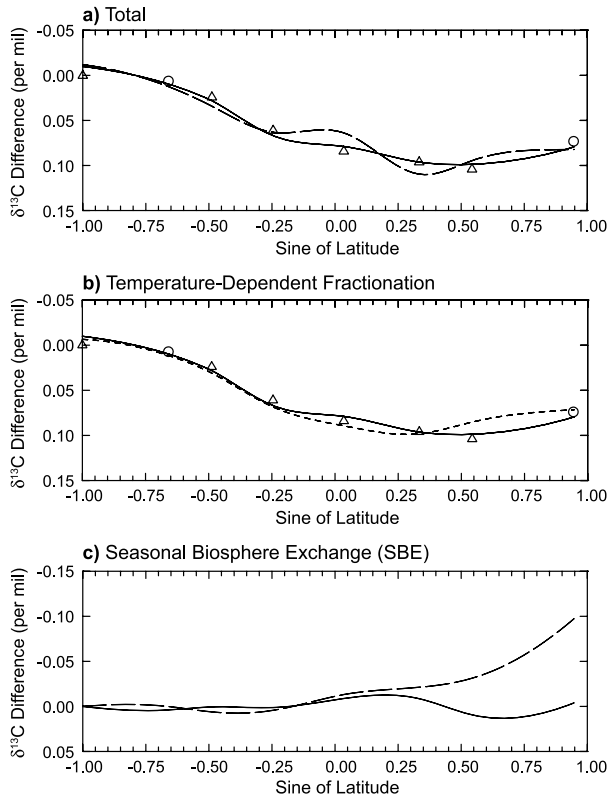 a) Total
-0.05
0.00
0.05
0.10
0.15
δ¹³C Difference (per mil)
-1.00 -0.75 -0.50 -0.25 0.00 0.25 0.50 0.75 1.00
Sine of Latitude
b) Temperature-Dependent Fractionation
-0.05
0.00
0.05
0.10
0.15
δ¹³C Difference (per mil)
-1.00 -0.75 -0.50 -0.25 0.00 0.25 0.50 0.75 1.00
Sine of Latitude
c) Seasonal Biosphere Exchange (SBE)
-0.15
-0.10
-0.05
0.00
0.05
δ¹³C Difference (per mil)
-1.00 -0.75 -0.50 -0.25 0.00 0.25 0.50 0.75 1.00
Sine of Latitude